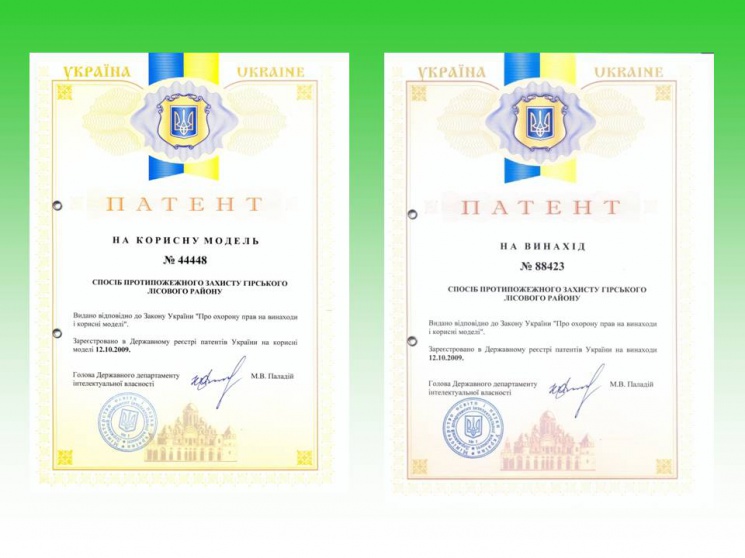 УКРАЇНА UKRAINE
ПАТЕНТ
НА КОРИСНУ МОДЕЛЬ
№ 44448
СПОСІБ ПРОТИПОЖЕЖНОГО ЗАХИСТУ ГІРСЬКОГО
ЛІСОВОГО РАЙОНУ
Видано відповідно до Закону України "Про охорону прав на винаходи
і корисні моделі".
Зареєстровано в Державному реєстрі патентів України на корисні
моделі 12.10.2009.
Голова Державного департаменту
інтелектуальної власності
М.В. Паладій
УКРАЇНА UKRAINE
ПАТЕНТ
НА ВИНАХІД
№ 88423
СПОСІБ ПРОТИПОЖЕЖНОГО ЗАХИСТУ ГІРСЬКОГО
ЛІСОВОГО РАЙОНУ
Видано відповідно до Закону України "Про охорону прав на винаходи
і корисні моделі".
Зареєстровано в Державному реєстрі патентів України на винаходи
12.10.2009.
Голова Державного департаменту
інтелектуальної власності
М.В. Паладій